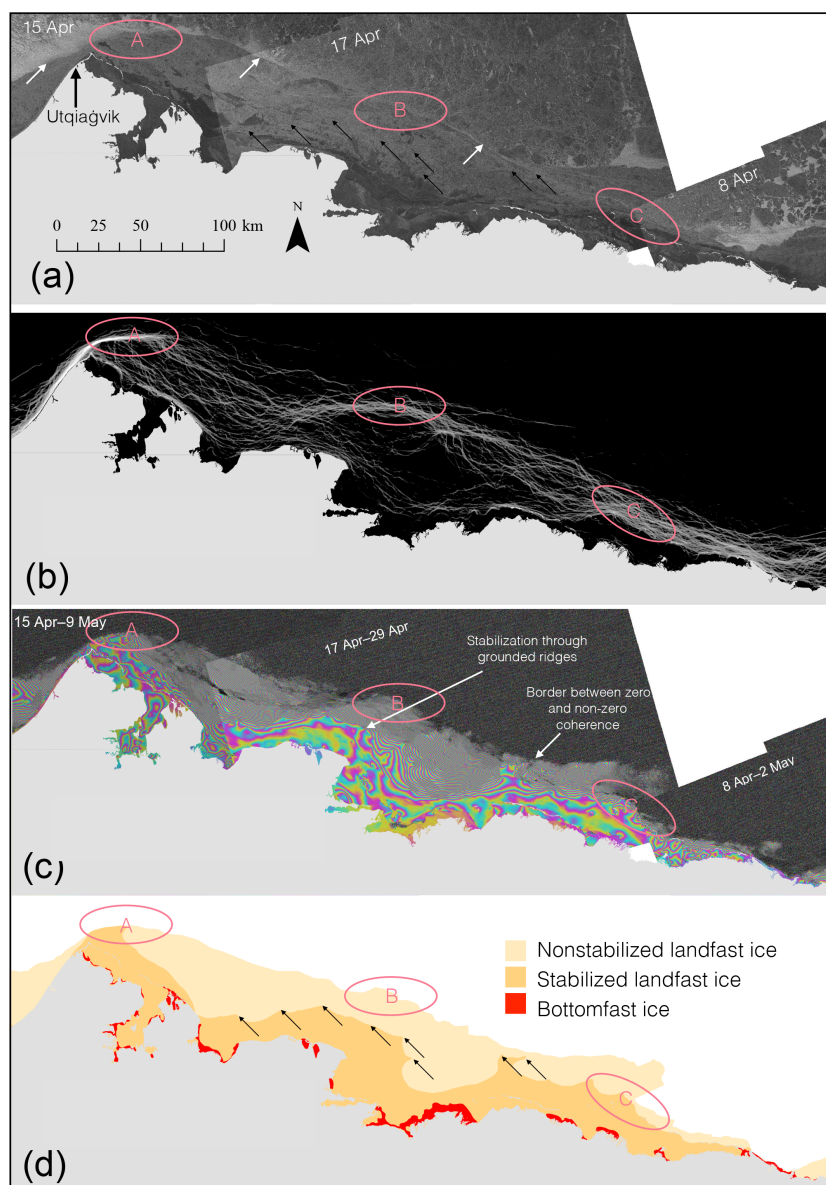 15 Apr
A
17 Apr
Utqiaġvik
B
8 Apr
C
N
0 25 50 100 km
(a)
A
B
C
(b)
15 Apr–9 May
A
17 Apr–29 Apr
Stabilization through
grounded ridges
B
Border between zero
and non-zero
coherence
8 Apr–2 May
C
(c)
A
Nonstabilized landfast ice
Stabilized landfast ice
Bottomfast ice
B
C
(d)